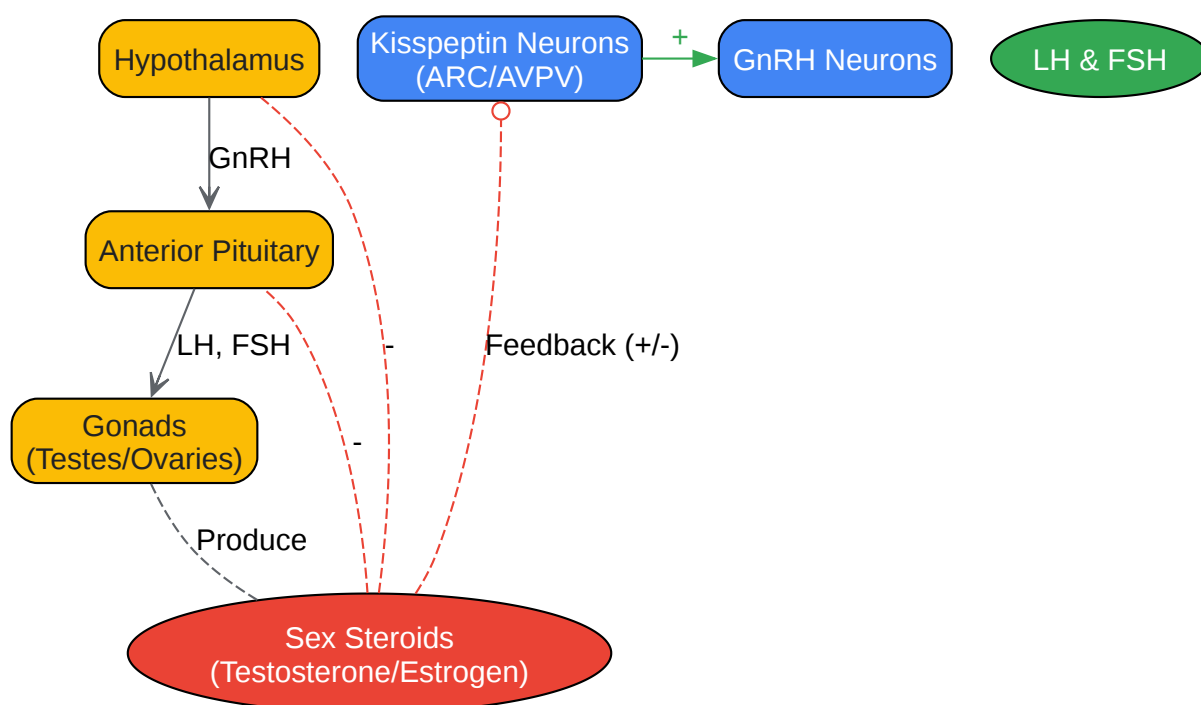 Hypothalamus
Kisspeptin Neurons
(ARC/AVPV)
+
GnRH Neurons
LH & FSH
GnRH
Anterior Pituitary
LH, FSH
-
Feedback (+/-)
Gonads
(Testes/Ovaries)
-
Produce
Sex Steroids
(Testosterone/Estrogen)